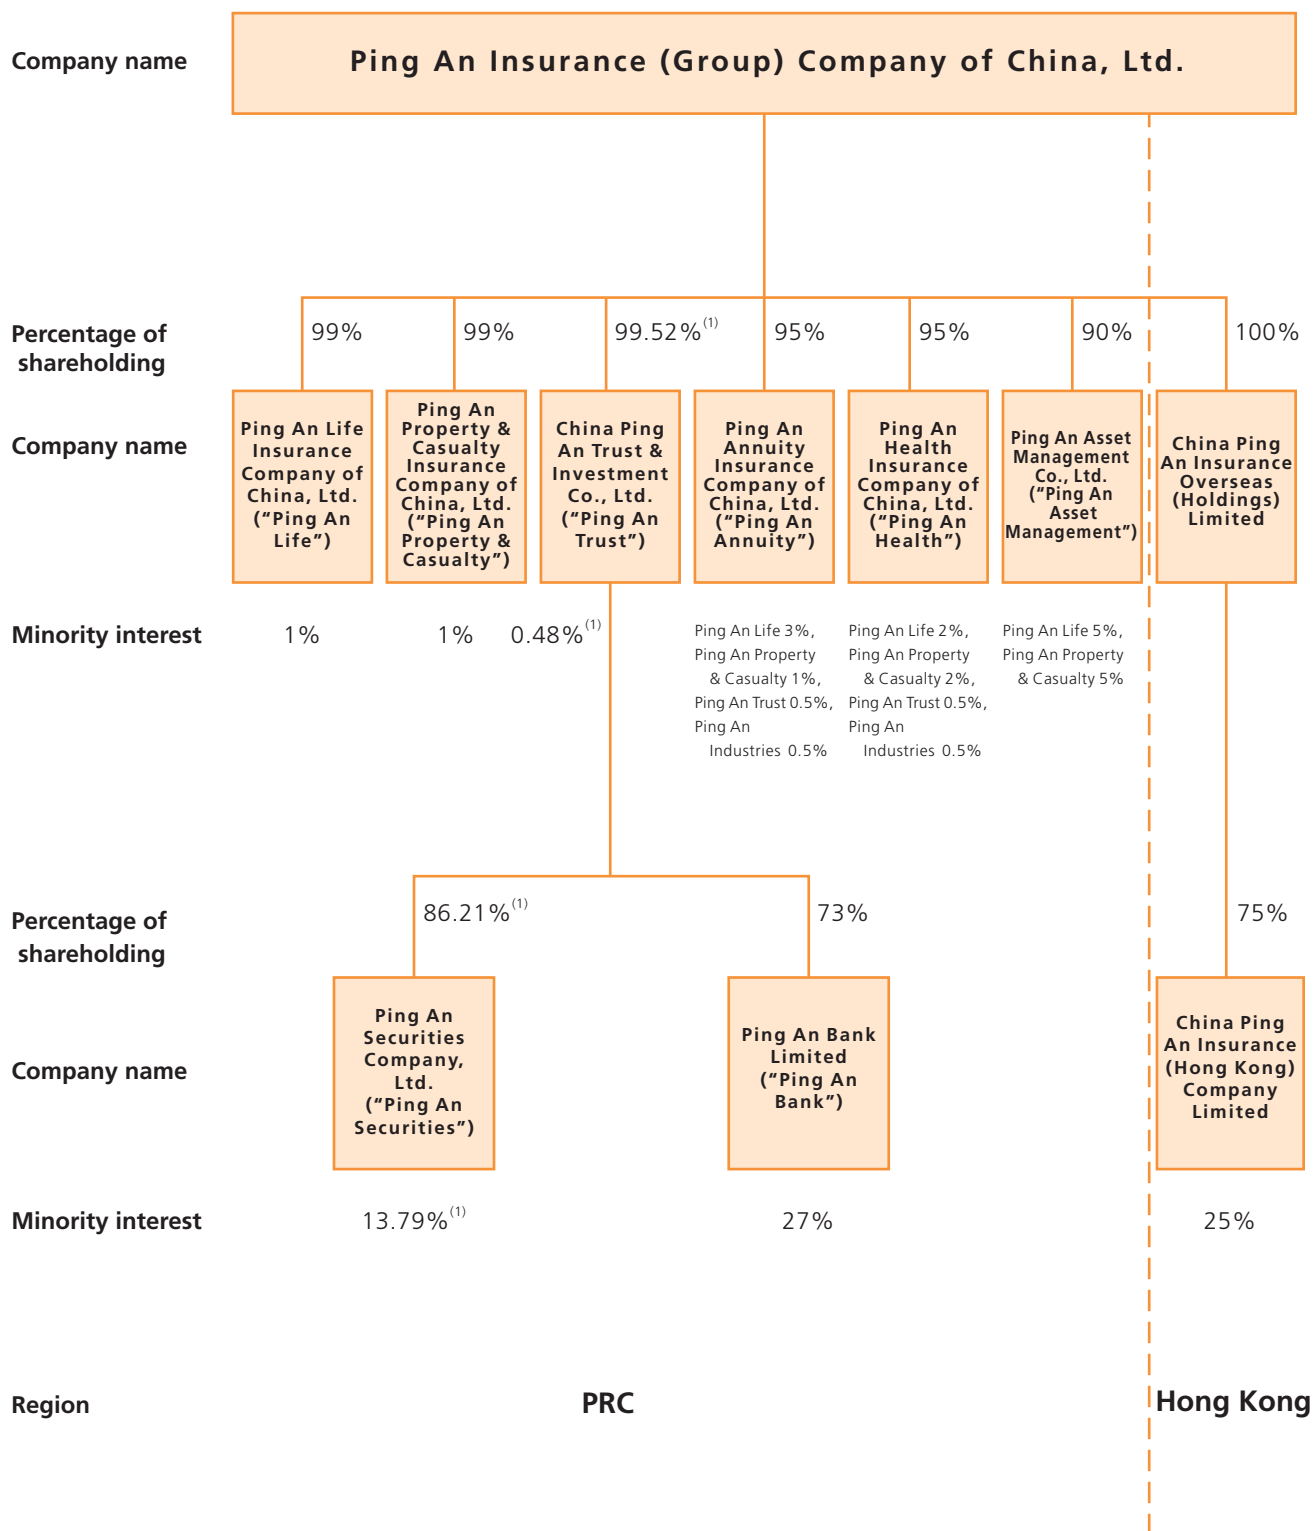 Company name
Ping An Insurance (Group) Company of China, Ltd.
Percentage of
shareholding
99%
99%
99.52%(1)
95%
95%
90%
100%
Company name
Ping An Life
Insurance
Company of
China, Ltd.
("Ping An
Life")
Ping An
Property &
Casualty
Insurance
Company of
China, Ltd.
("Ping An
Property &
Casualty")
China Ping
An Trust &
Investment
Co., Ltd.
("Ping An
Trust")
Ping An
Annuity
Insurance
Company of
China, Ltd.
("Ping An
Annuity")
Ping An
Health
Insurance
Company of
China, Ltd.
("Ping An
Health")
Ping An Asset
Management
Co., Ltd.
("Ping An
Asset
Management")
China Ping
An Insurance
Overseas
(Holdings)
Limited
Minority interest
1%
1%
0.48%(1)
Ping An Life 3%,
Ping An Property
& Casualty 1%,
Ping An Trust 0.5%,
Ping An
Industries 0.5%
Ping An Life 2%,
Ping An Property
& Casualty 2%,
Ping An Trust 0.5%,
Ping An
Industries 0.5%
Ping An Life 5%,
Ping An Property
& Casualty 5%
Percentage of
shareholding
86.21%(1)
73%
75%
Company name
Ping An
Securities
Company,
Ltd.
("Ping An
Securities")
Ping An Bank
Limited
("Ping An
Bank")
China Ping
An Insurance
(Hong Kong)
Company
Limited
Minority interest
13.79%(1)
27%
25%
Region
PRC
Hong Kong